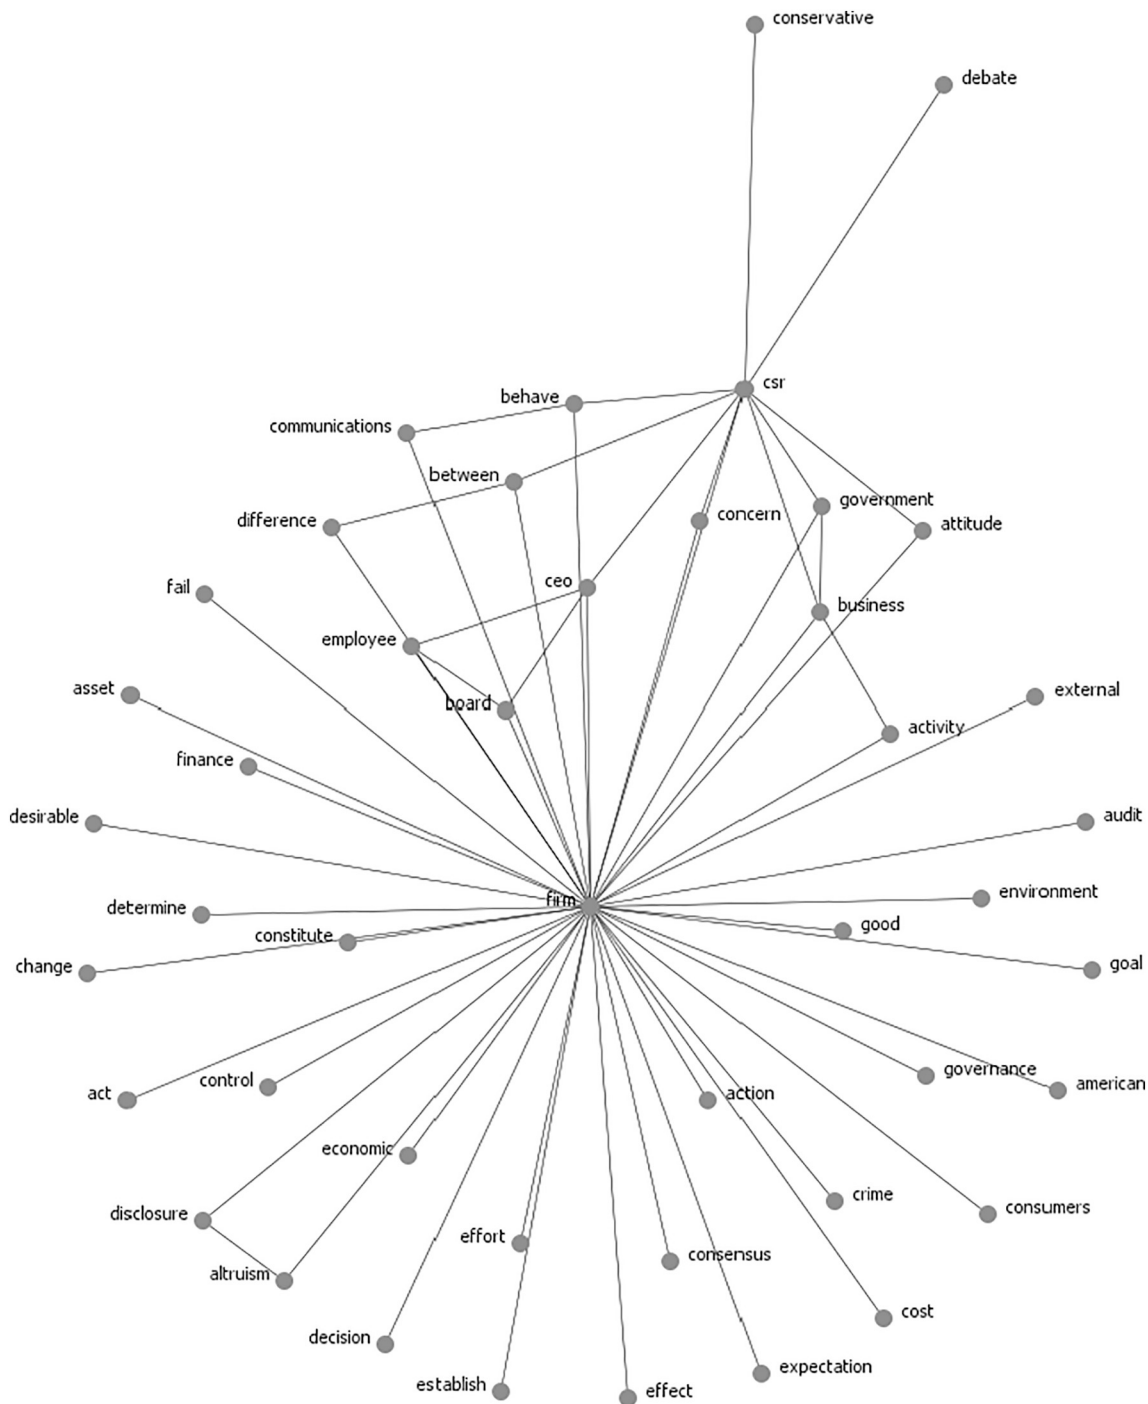 conservative
debate
csr
behave
communications
between
government
difference
concern
attitude
ceo
fail
business
employee
asset
board
external
activity
finance
desirable
audit
firm
environment
determine
good
constitute
change
goal
governance
control
american
act
action
economic
crime
disclosure
consumers
effort
consensus
altruism
cost
decision
expectation
establish
effect